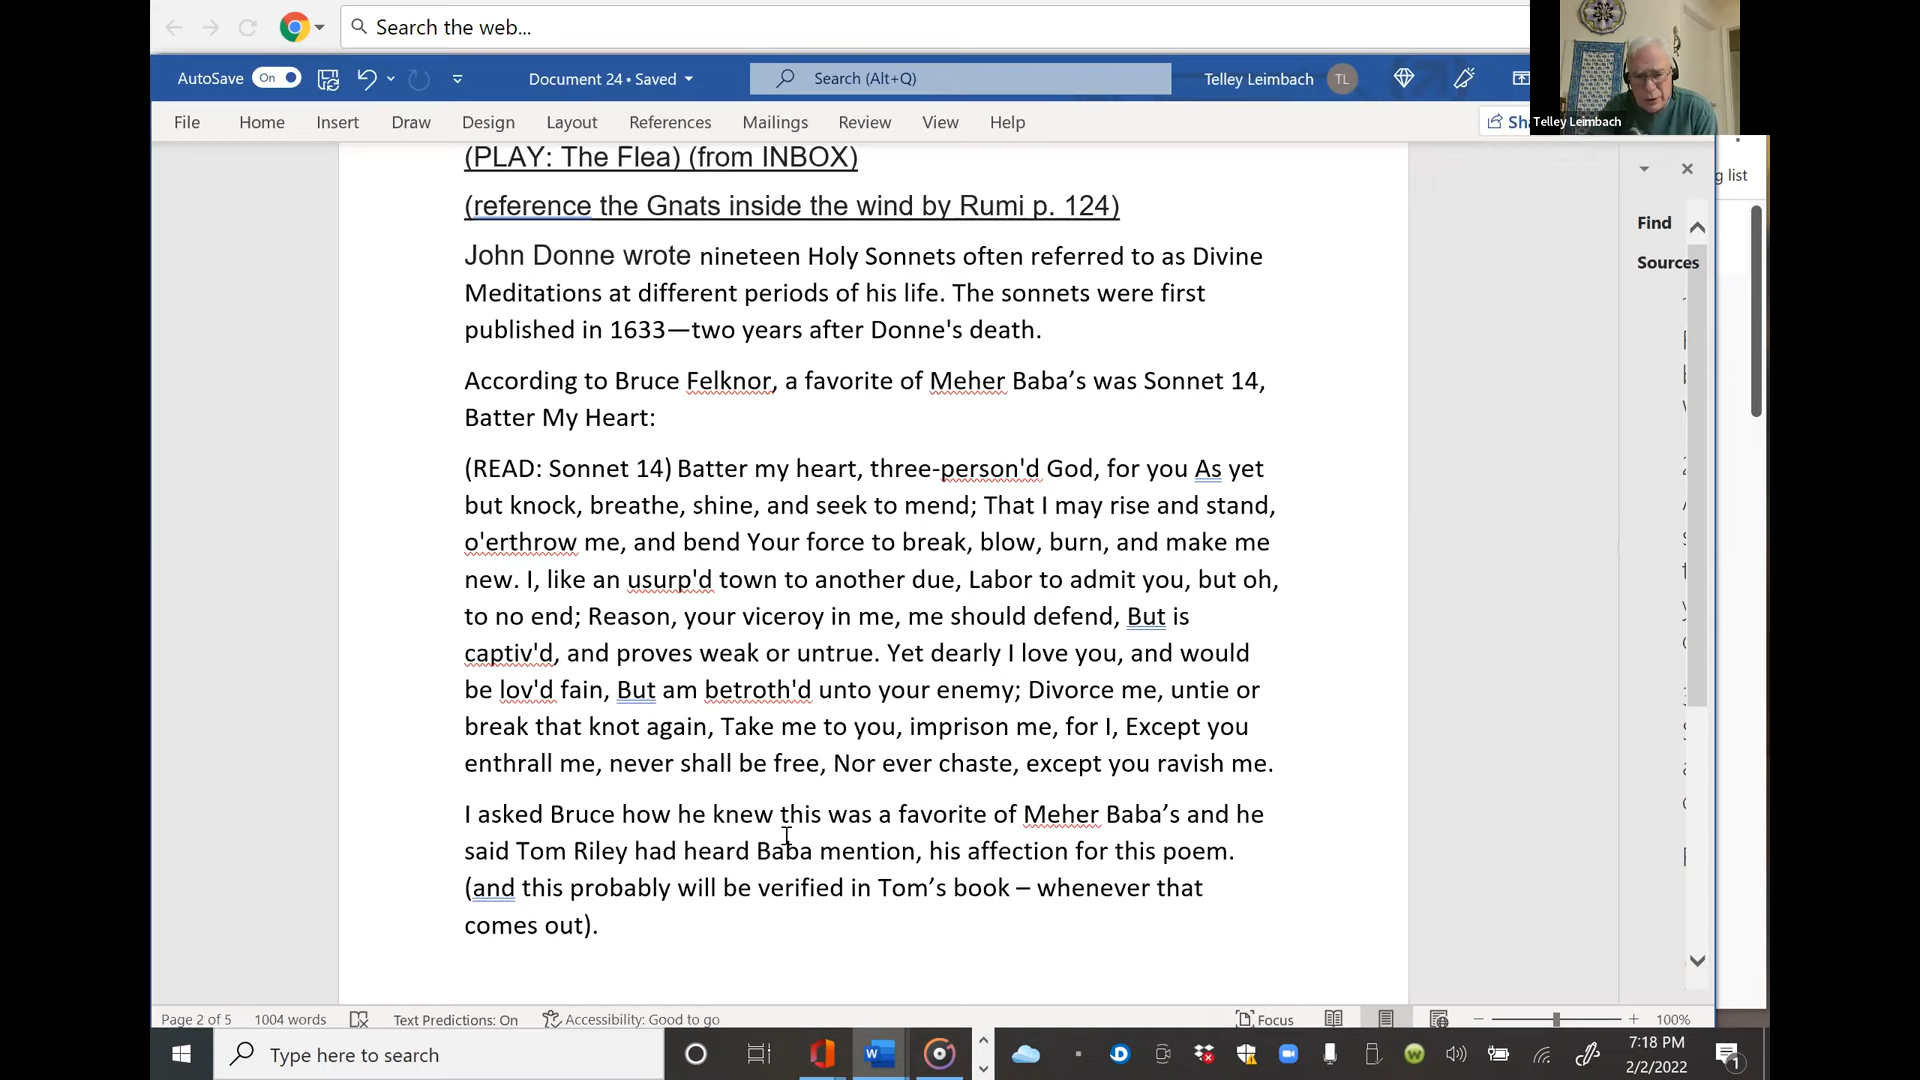 Search the web...
AutoSave On Document 24 • Saved Search (Alt+Q) Telley Leimbach TL
File Home Insert Draw Design Layout References Mailings Review View Help Sh
Telley Leimbach
(PLAY: The Flea) (from INBOX)
g list
(reference the Gnats inside the wind by Rumi p. 124)
Find
Sources
John Donne wrote nineteen Holy Sonnets often referred to as Divine
Meditations at different periods of his life. The sonnets were first
published in 1633—two years after Donne's death.
According to Bruce Felknor, a favorite of Meher Baba’s was Sonnet 14,
Batter My Heart:
(READ: Sonnet 14) Batter my heart, three-person'd God, for you As yet
but knock, breathe, shine, and seek to mend; That I may rise and stand,
o'erthrow me, and bend Your force to break, blow, burn, and make me
new. I, like an usurp'd town to another due, Labor to admit you, but oh,
to no end; Reason, your viceroy in me, me should defend, But is
captiv'd, and proves weak or untrue. Yet dearly I love you, and would
be lov'd fain, But am betroth'd unto your enemy; Divorce me, untie or
break that knot again, Take me to you, imprison me, for I, Except you
enthrall me, never shall be free, Nor ever chaste, except you ravish me.
I asked Bruce how he knew this was a favorite of Meher Baba’s and he
said Tom Riley had heard Baba mention, his affection for this poem.
(and this probably will be verified in Tom’s book – whenever that
comes out).
Page 2 of 5 1004 words Text Predictions: On Accessibility: Good to go Focus 100%
Type here to search
7:18 PM
2/2/2022
1